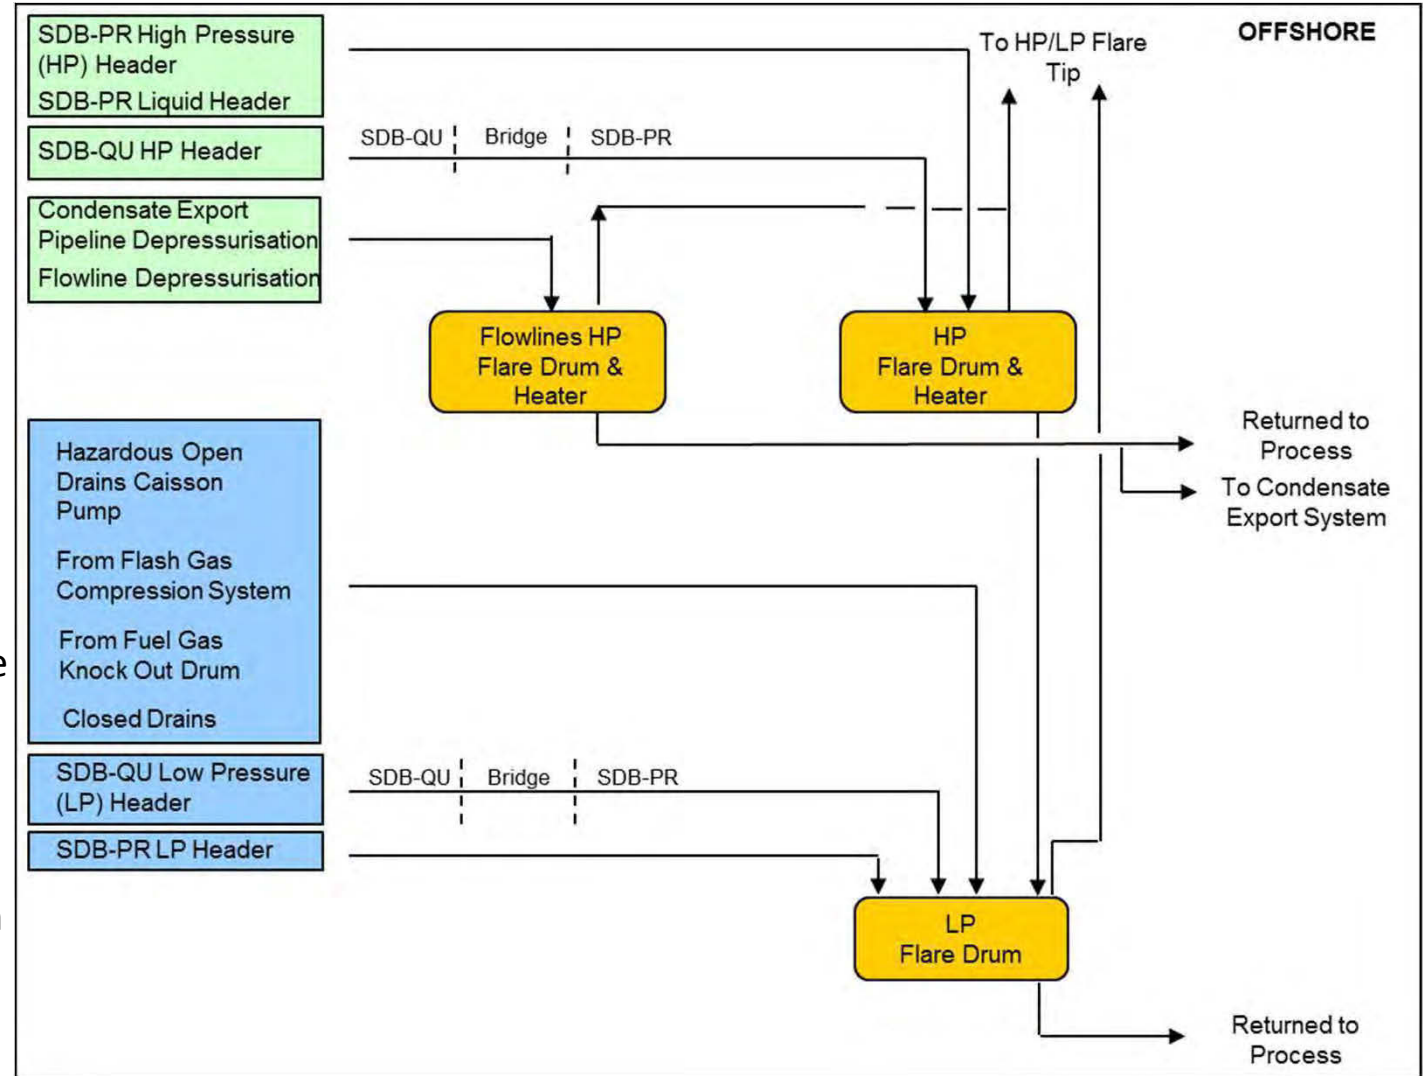 SDB-PR High Pressure
(HP) Header
SDB-PR Liquid Header
SDB-QU HP Header
Condensate Export
Pipeline Depressurisation
Flowline Depressurisation
SDB-QU
Bridge
SDB-PR
To HP/LP Flare
Tip
OFFSHORE
Flowlines HP
Flare Drum &
Heater
HP
Flare Drum &
Heater
Returned to
Process
To Condensate
Export System
Hazardous Open
Drains Caisson
Pump
From Flash Gas
Compression System
From Fuel Gas
Knock Out Drum
Closed Drains
SDB-QU Low Pressure
(LP) Header
SDB-PR LP Header
SDB-QU
Bridge
SDB-PR
LP
Flare Drum
Returned to
Process
e